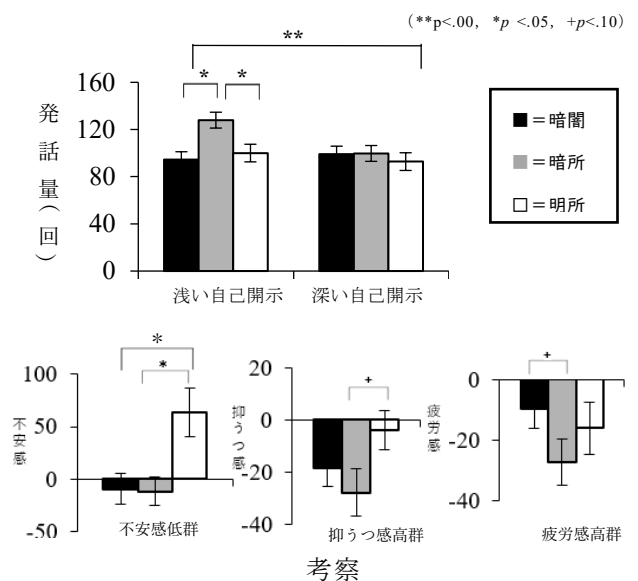 (**p<.00, *p <.05, +p<.10)
**
* *
発話量(回)
160
120
80
40
0
浅い自己開示 深い自己開示
■=暗闇
■=暗所
□=明所
*
*
不安感
100
50
0
-50
不安感低群
+
抑うつ感
20
0
-20
-40
抑うつ感高群
+
疲労感
0
-20
-40
疲労感高群
考察